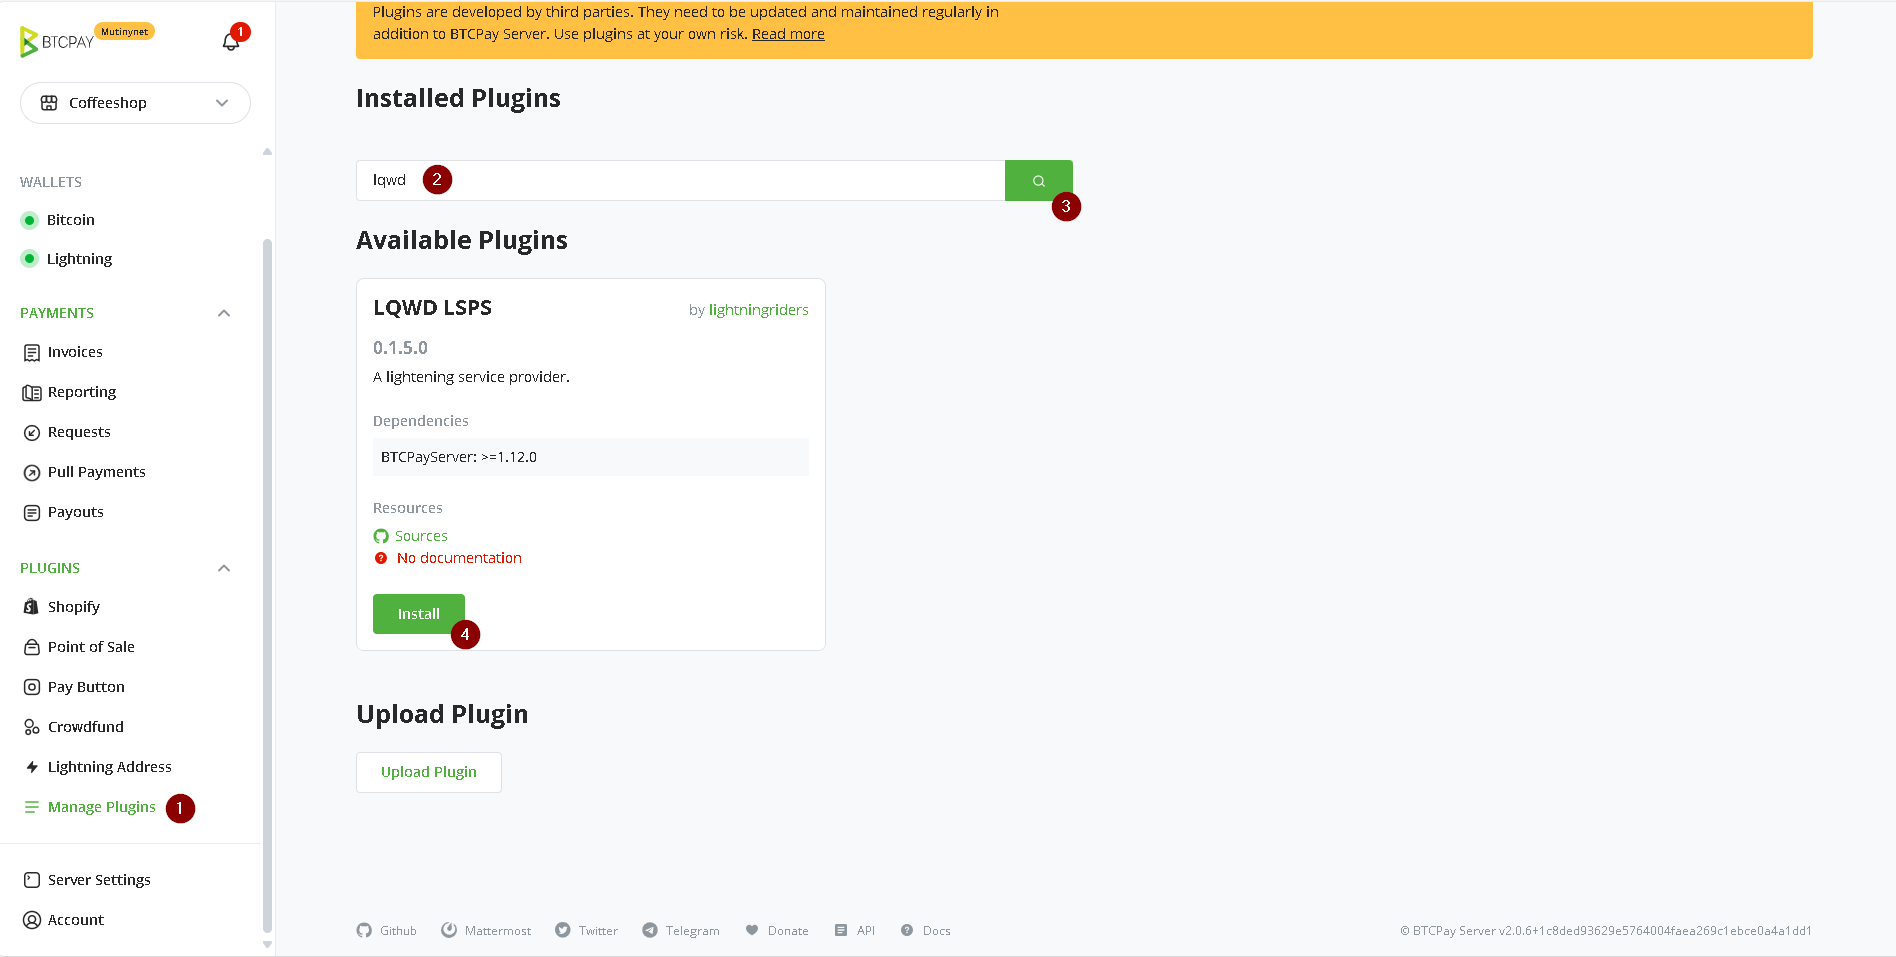 BTCPAY
Mutinynet
1
Coffeeshop
WALLETS
Bitcoin
Lightning
PAYMENTS
Invoices
Reporting
Requests
Pull Payments
Payouts
PLUGINS
Shopify
Point of Sale
Pay Button
Crowdfund
Lightning Address
Manage Plugins
1
Server Settings
Account
Plugins are developed by third parties. They need to be updated and maintained regularly in
addition to BTCPay Server. Use plugins at your own risk. Read more
Installed Plugins
lqwd
2
3
Available Plugins
LQWD LSPS
by lightningriders
0.1.5.0
A lightening service provider.
Dependencies
BTCPayServer: >=1.12.0
Resources
Sources
No documentation
Install
4
Upload Plugin
Upload Plugin
Github
Mattermost
Twitter
Telegram
Donate
API
Docs
© BTCPay Server v2.0.6+1c8ded93629e5764004faea269c1ebce0a4a1dd1